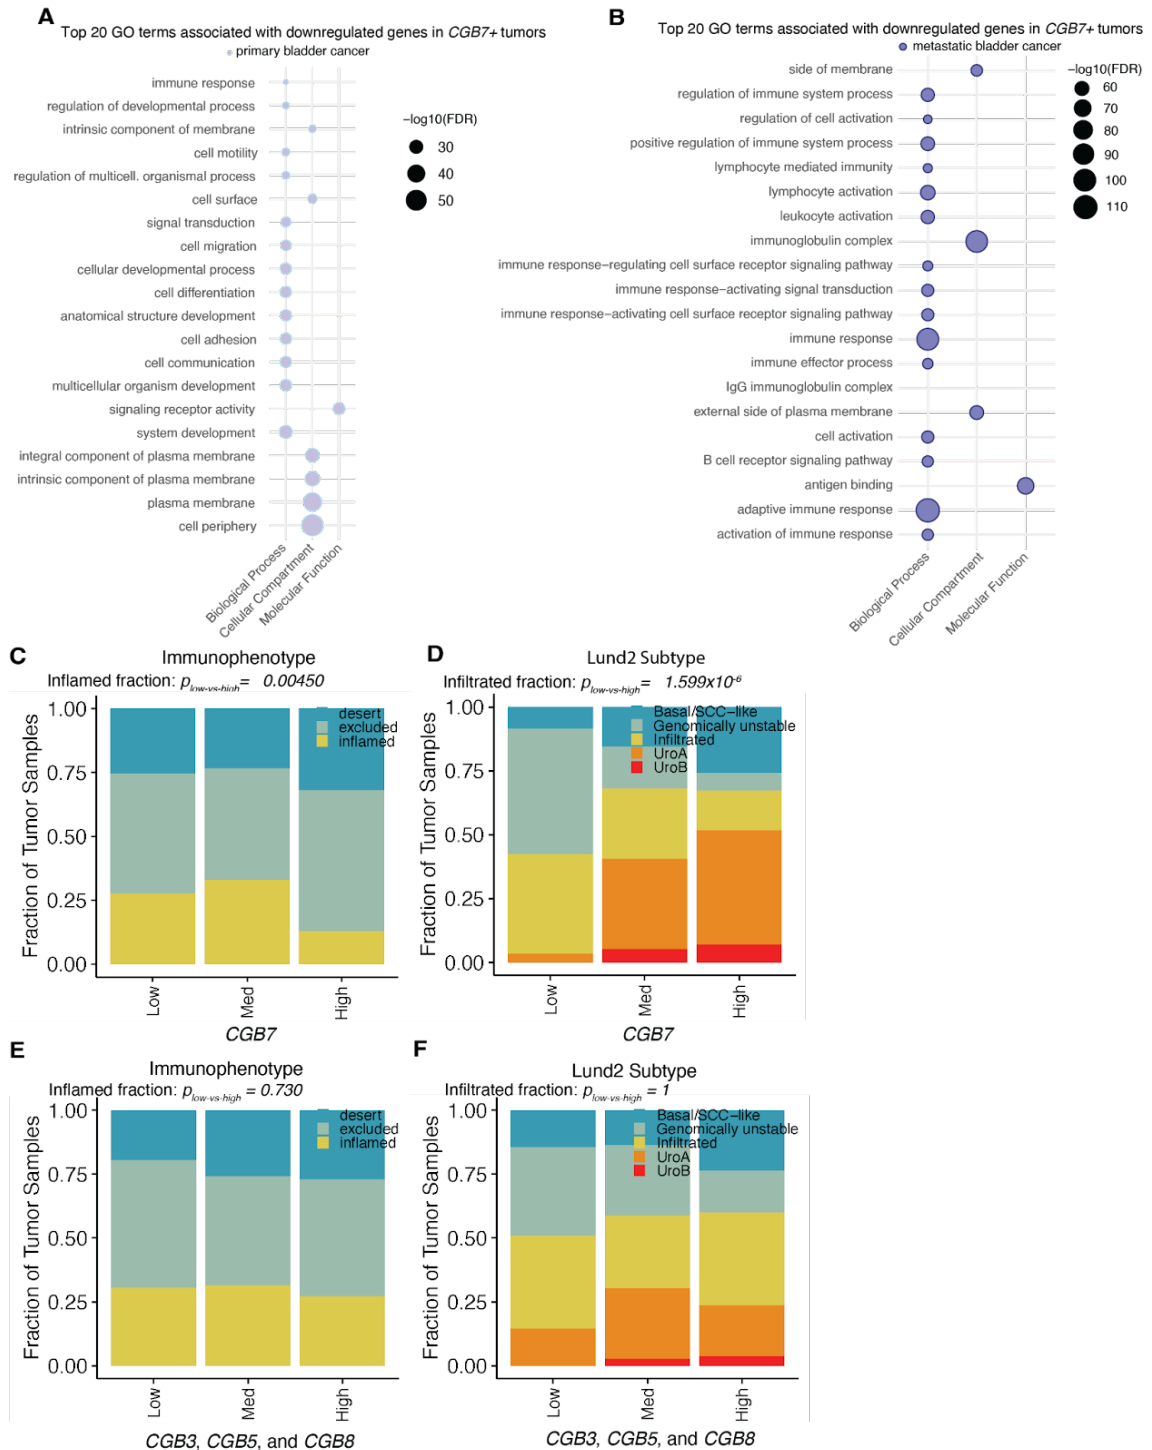 A
Top 20 GO terms associated with downregulated genes in CGB7+ tumors
primary bladder cancer
immune response
regulation of developmental process
intrinsic component of membrane
cell motility
regulation of multicell. organismal process
cell surface
signal transduction
cell migration
cellular developmental process
cell differentiation
anatomical structure development
cell adhesion
cell communication
multicellular organism development
signaling receptor activity
system development
integral component of plasma membrane
intrinsic component of plasma membrane
plasma membrane
cell periphery
Biological Process
Cellular Compartment
Molecular Function
−log10(FDR)
30
40
50
B
Top 20 GO terms associated with downregulated genes in CGB7+ tumors
metastatic bladder cancer
side of membrane
regulation of immune system process
regulation of cell activation
positive regulation of immune system process
lymphocyte mediated immunity
lymphocyte activation
leukocyte activation
immunoglobulin complex
immune response−regulating cell surface receptor signaling pathway
immune response−activating signal transduction
immune response−activating cell surface receptor signaling pathway
immune response
immune effector process
IgG immunoglobulin complex
external side of plasma membrane
cell activation
B cell receptor signaling pathway
antigen binding
adaptive immune response
activation of immune response
Biological Process
Cellular Compartment
Molecular Function
−log10(FDR)
60
70
80
90
100
110
C
Immunophenotype
Inflamed fraction: p low-vs-high = 0.00450
Fraction of Tumor Samples
1.00
0.75
0.50
0.25
0.00
desert
excluded
inflamed
Low
Med
High
CGB7
D
Lund2 Subtype
Infiltrated fraction: p low-vs-high = 1.599x10-6
Fraction of Tumor Samples
1.00
0.75
0.50
0.25
0.00
Basal/SCC−like
Genomically unstable
Infiltrated
UroA
UroB
Low
Med
High
CGB7
E
Immunophenotype
Inflamed fraction: p low-vs-high = 0.730
Fraction of Tumor Samples
1.00
0.75
0.50
0.25
0.00
desert
excluded
inflamed
Low
Med
High
CGB3, CGB5, and CGB8
F
Lund2 Subtype
Infiltrated fraction: p low-vs-high = 1
Fraction of Tumor Samples
1.00
0.75
0.50
0.25
0.00
Basal/SCC−like
Genomically unstable
Infiltrated
UroA
UroB
Low
Med
High
CGB3, CGB5, and CGB8